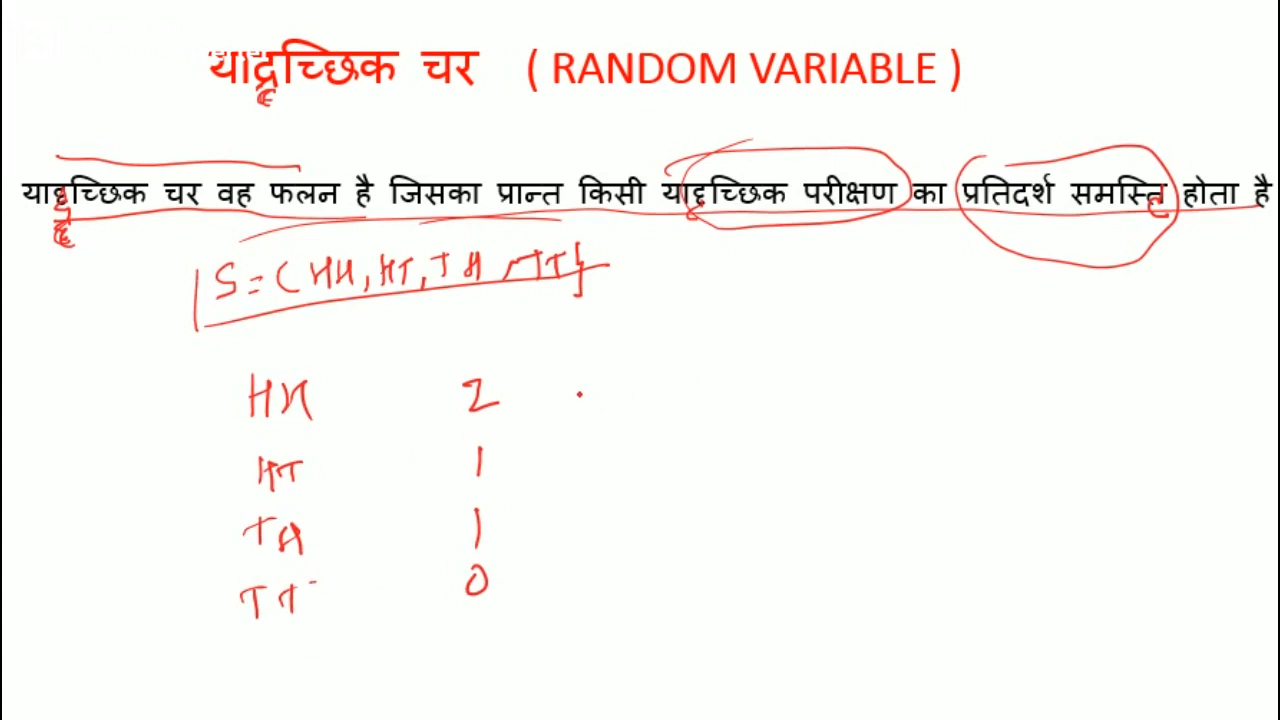 यादृच्छिक चर ( RANDOM VARIABLE )
यादृच्छिक चर वह फलन है जिसका प्रान्त किसी यादृच्छिक परीक्षण का प्रतिदर्श समस्ति होता है
S = { HH, HT, TH, TT }
HH 2
HT 1
TH 1
TT 0